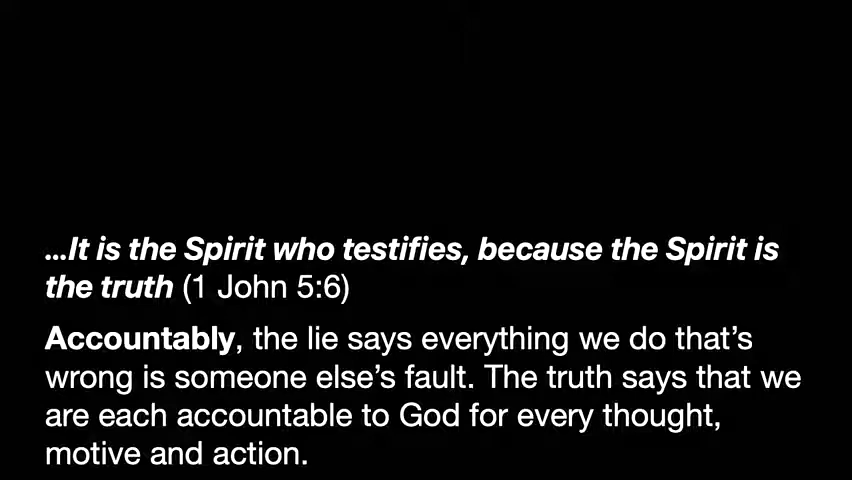 ...It is the Spirit who testifies, because the Spirit is
the truth (1 John 5:6)
Accountably, the lie says everything we do that’s
wrong is someone else’s fault. The truth says that we
are each accountable to God for every thought,
motive and action.